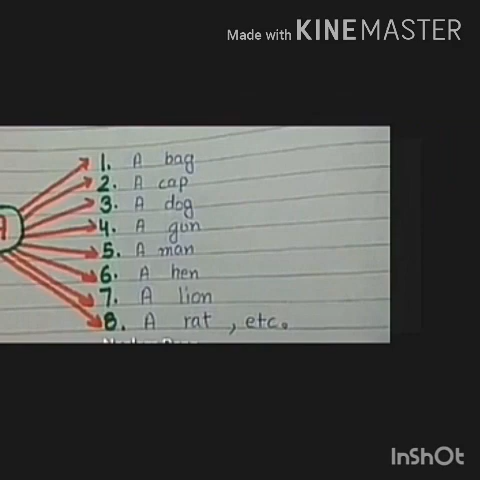 Made with KINEMASTER
A
1. A bag
2. A cap
3. A dog
4. A gun
5. A man
6. A hen
7. A lion
8. A rat, etc.
InShOt